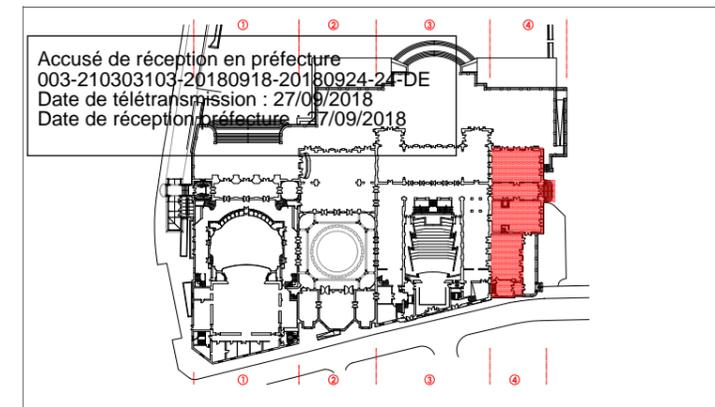 ① ② ③ ④
Accusé de réception en préfecture
003-210303103-20180918-20180924-24-DE
Date de télétransmission : 27/09/2018
Date de réception préfecture : 27/09/2018
① ② ③ ④